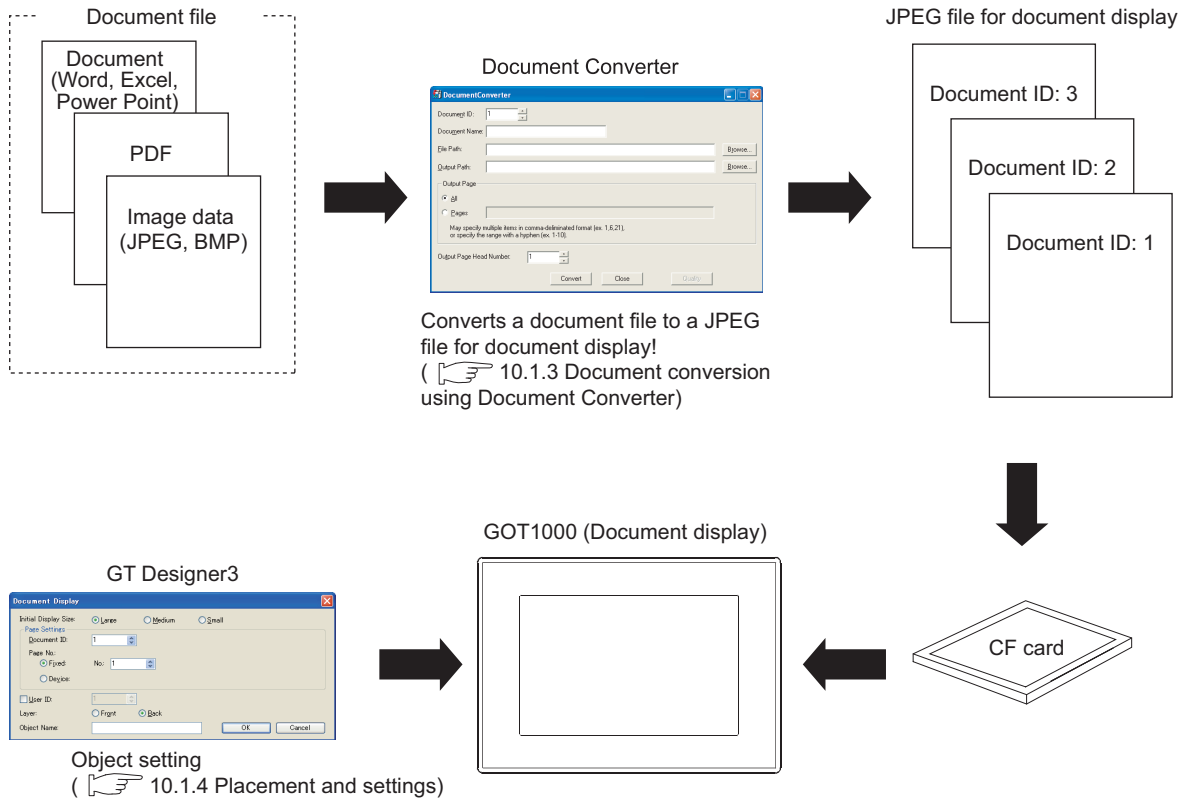 Document file
Document
(Word, Excel,
Power Point)
PDF
Image data
(JPEG, BMP)
Document Converter
DocumentConverter
Document ID: 1
Document Name:
File Path: Browse...
Output Path: Browse...
Output Page
All
Pages
May specify multiple items in comma-delimitated format (ex. 1,6,21),
or specify the range with a hyphen (ex. 1-10).
Output Page Head Number: 1
Convert Close Quality
Converts a document file to a JPEG
file for document display!
( 10.1.3 Document conversion
using Document Converter)
JPEG file for document display
Document ID: 3
Document ID: 2
Document ID: 1
CF card
GOT1000 (Document display)
GT Designer3
Document Display
Initial Display Size: Large Medium Small
Page Settings
Document ID: 1
Page No.:
Fixed: No.: 1
Device:
User ID: 1
Layer: Front Back
Object Name: OK Cancel
Object setting
( 10.1.4 Placement and settings)